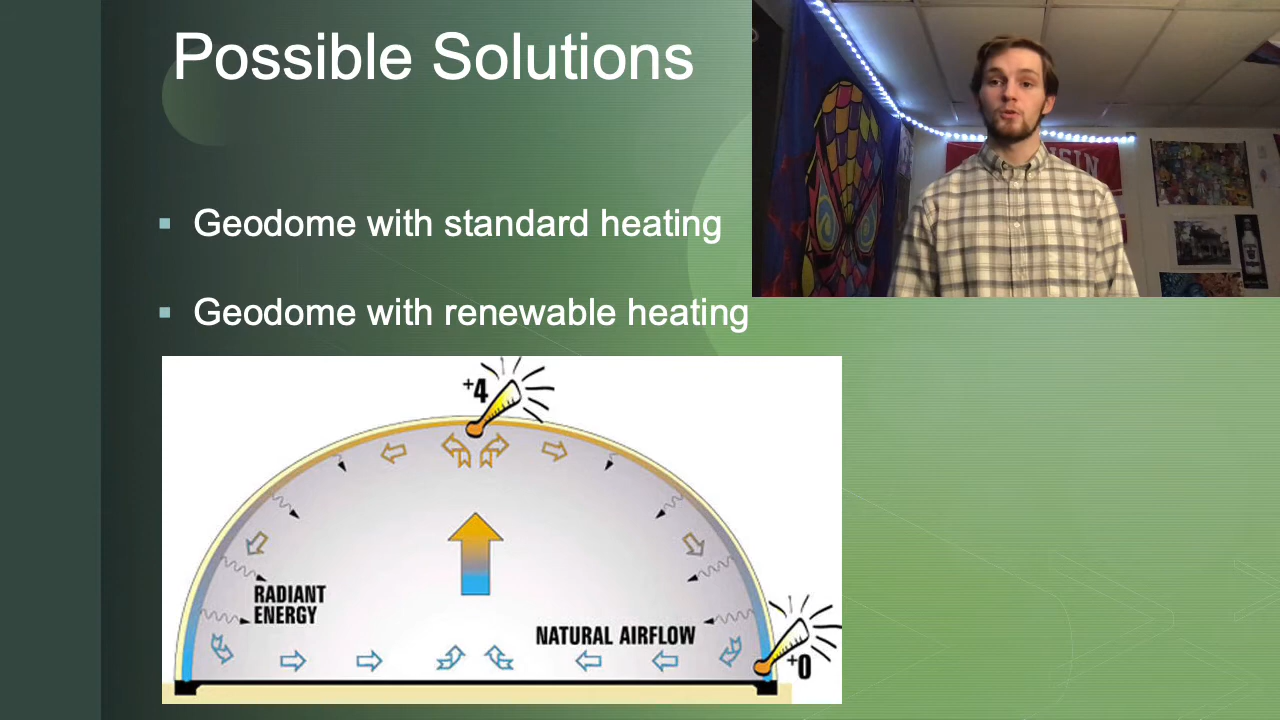 Possible Solutions
▪ Geodome with standard heating
▪ Geodome with renewable heating
+4
RADIANT
ENERGY
NATURAL AIRFLOW
+0